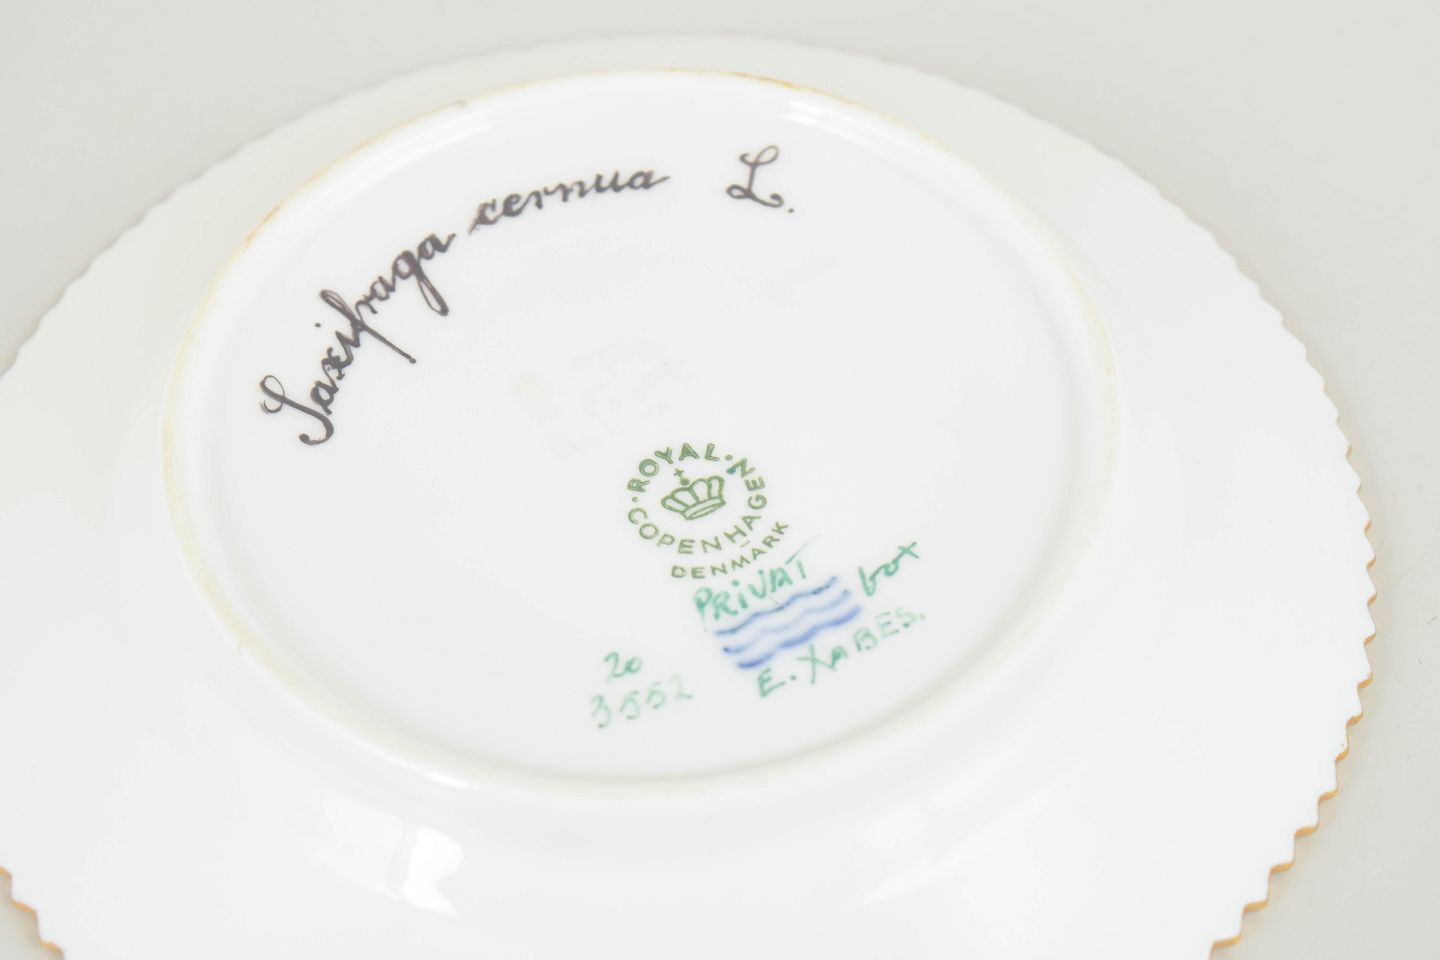 Saxifraga cernua L.
ROYAL COPENHAGEN
DENMARK
PRIVAT bot
E. XABES.
20
3552